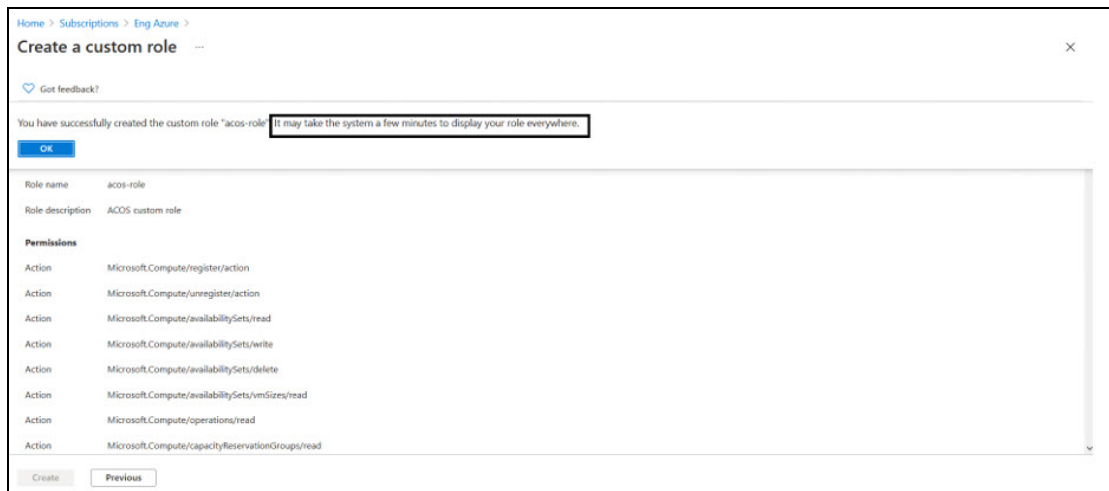 Home > Subscriptions > Eng Azure >
Create a custom role ...
Got feedback?
You have successfully created the custom role "acos-role". It may take the system a few minutes to display your role everywhere.
OK
Role name acos-role
Role description ACOS custom role
Permissions
Action Microsoft.Compute/register/action
Action Microsoft.Compute/unregister/action
Action Microsoft.Compute/availabilitySets/read
Action Microsoft.Compute/availabilitySets/write
Action Microsoft.Compute/availabilitySets/delete
Action Microsoft.Compute/availabilitySets/vmSizes/read
Action Microsoft.Compute/operations/read
Action Microsoft.Compute/capacityReservationGroups/read
Create Previous